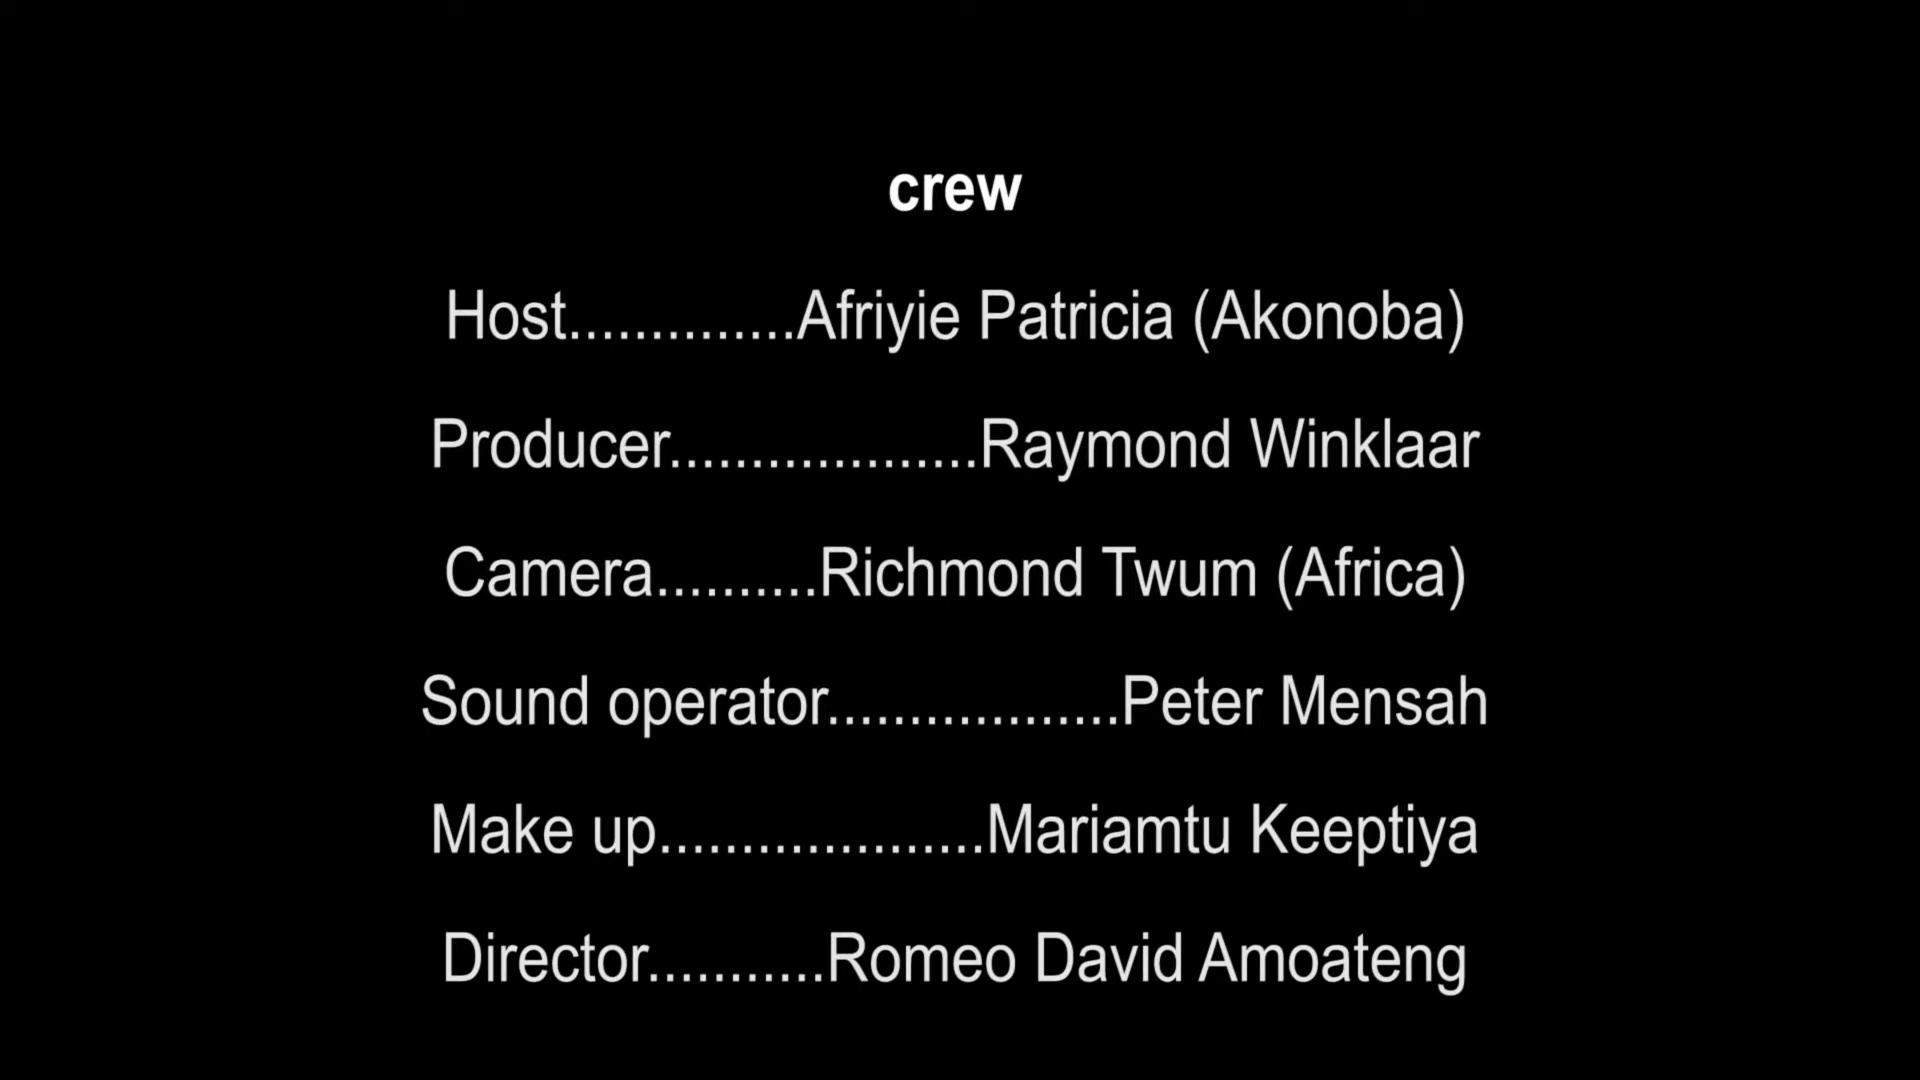 crew
Host..............Afriyie Patricia (Akonoba)
Producer...................Raymond Winklaar
Camera..........Richmond Twum (Africa)
Sound operator..................Peter Mensah
Make up....................Mariamtu Keeptiya
Director...........Romeo David Amoateng